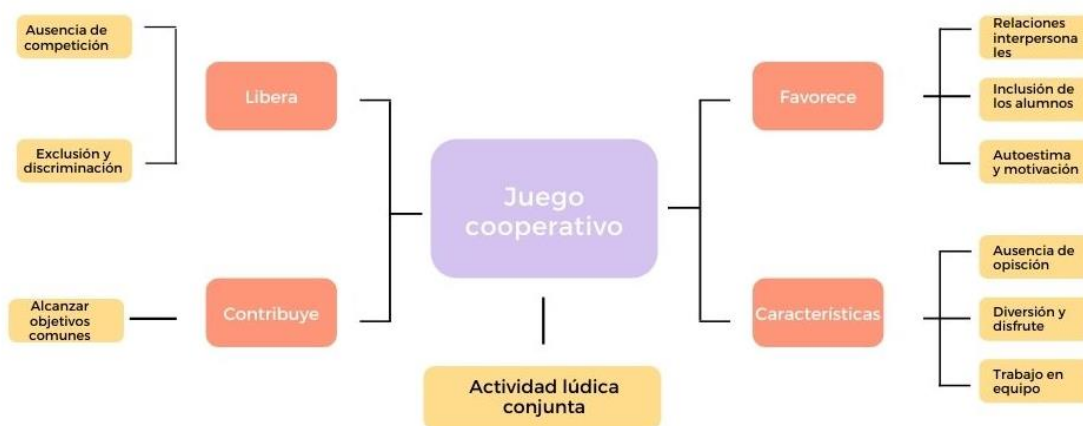 Ausencia de
competición
Libera
Exclusión y
discriminación
Juego
cooperativo
Favorece
Relaciones
interpersona
les
Inclusión de
los alumnos
Autoestima
y motivación
Alcanzar
objetivos
comunes
Contribuye
Actividad lúdica
conjunta
Característicias
Ausencia de
opisción
Diversión y
disfrute
Trabajo en
equipo